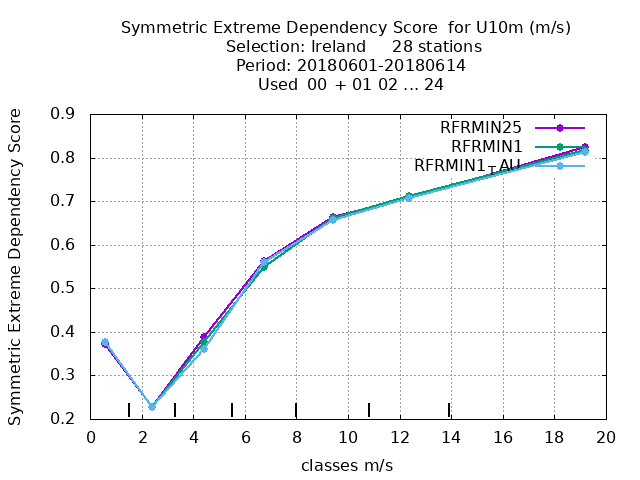 Symmetric Extreme Dependency Score for U10m (m/s)
Selection: Ireland 28 stations
Period: 20180601-20180614
Used 00 + 01 02 ... 24
Symmetric Extreme Dependency Score
0.9
0.8
0.7
0.6
0.5
0.4
0.3
0.2
RFRMIN25
RFRMIN1
RFRMIN1_TAU
0 2 4 6 8 10 12 14 16 18 20
classes m/s